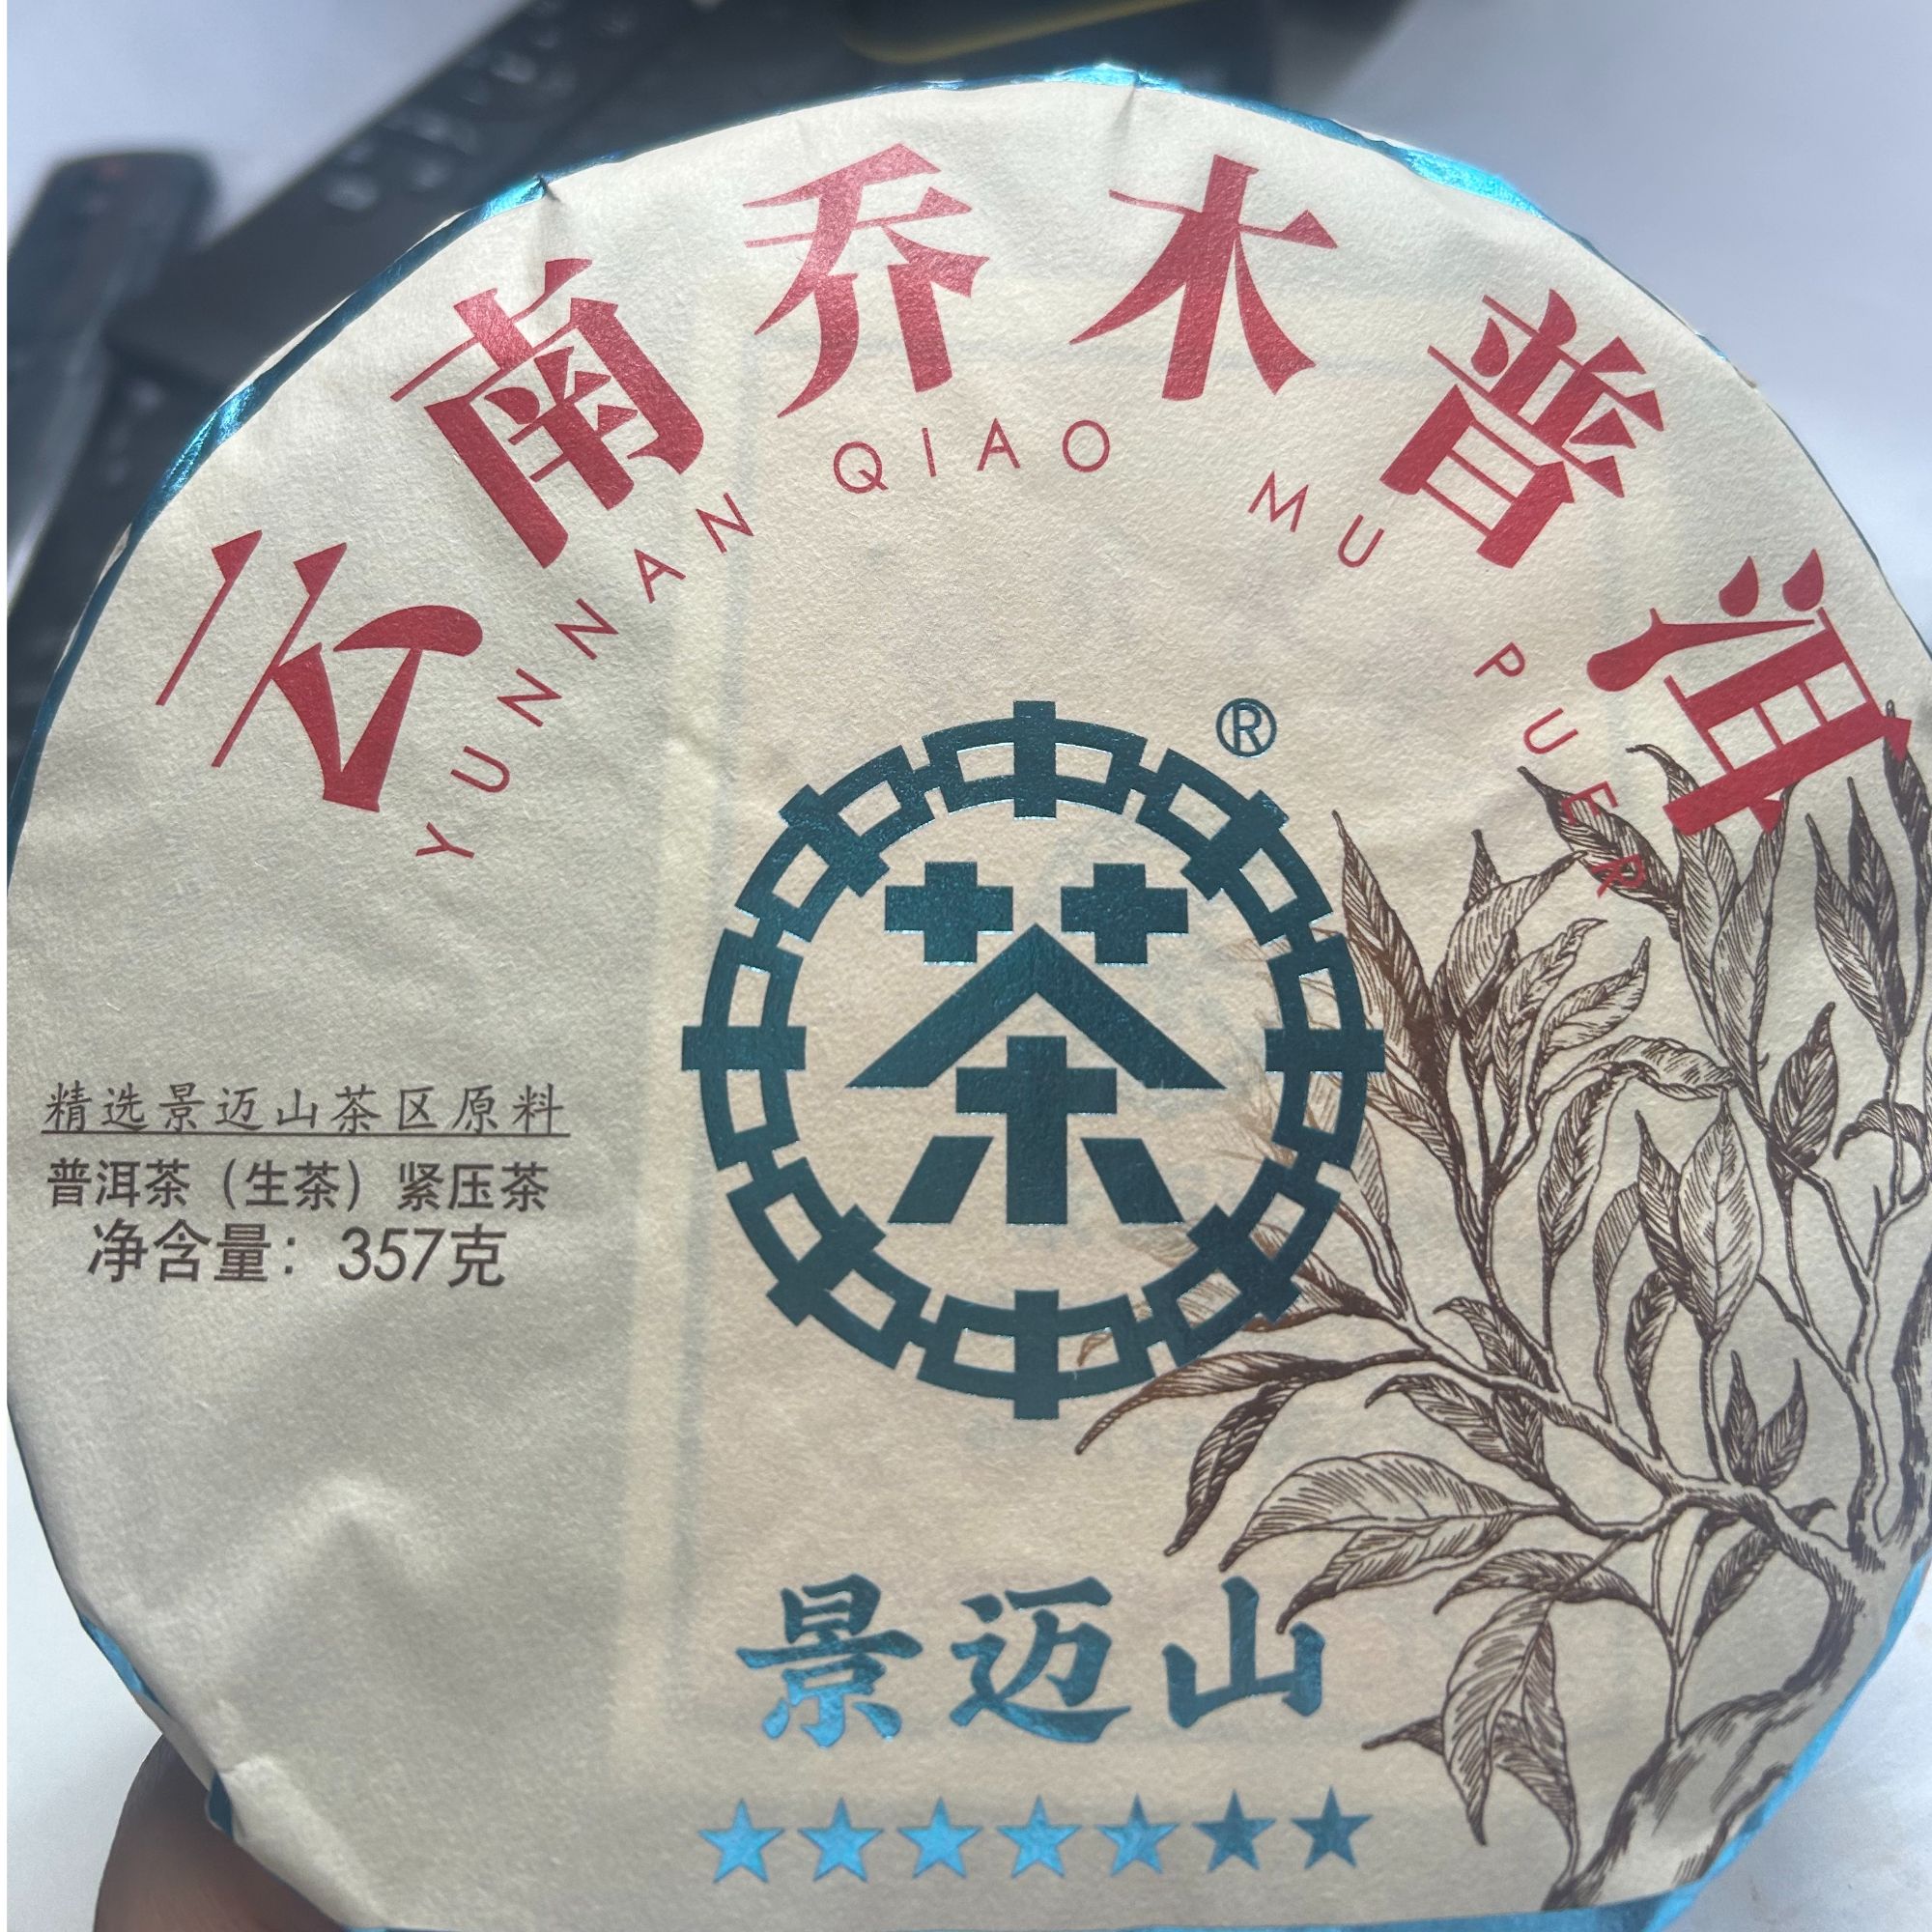 云南乔木普洱
YUNNAN QIAO MU PUER
®
茶
精选景迈山茶区原料
普洱茶（生茶）紧压茶
净含量：357克
景迈山